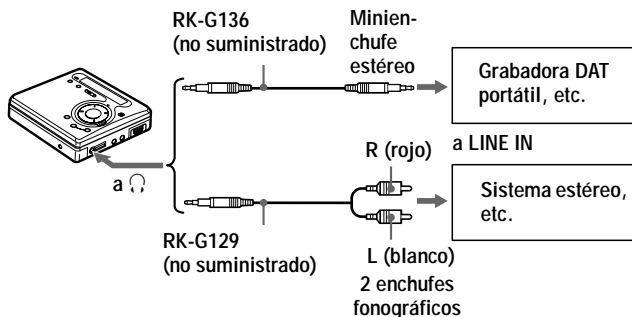 RK-G136
(no suministrado)
Minien-
chufe
estéreo
Grabadora DAT
portátil, etc.
a LINE IN
R (rojo)
a
Sistema estéreo,
etc.
RK-G129
(no suministrado)
L (blanco)
2 enchufes
fonográficos